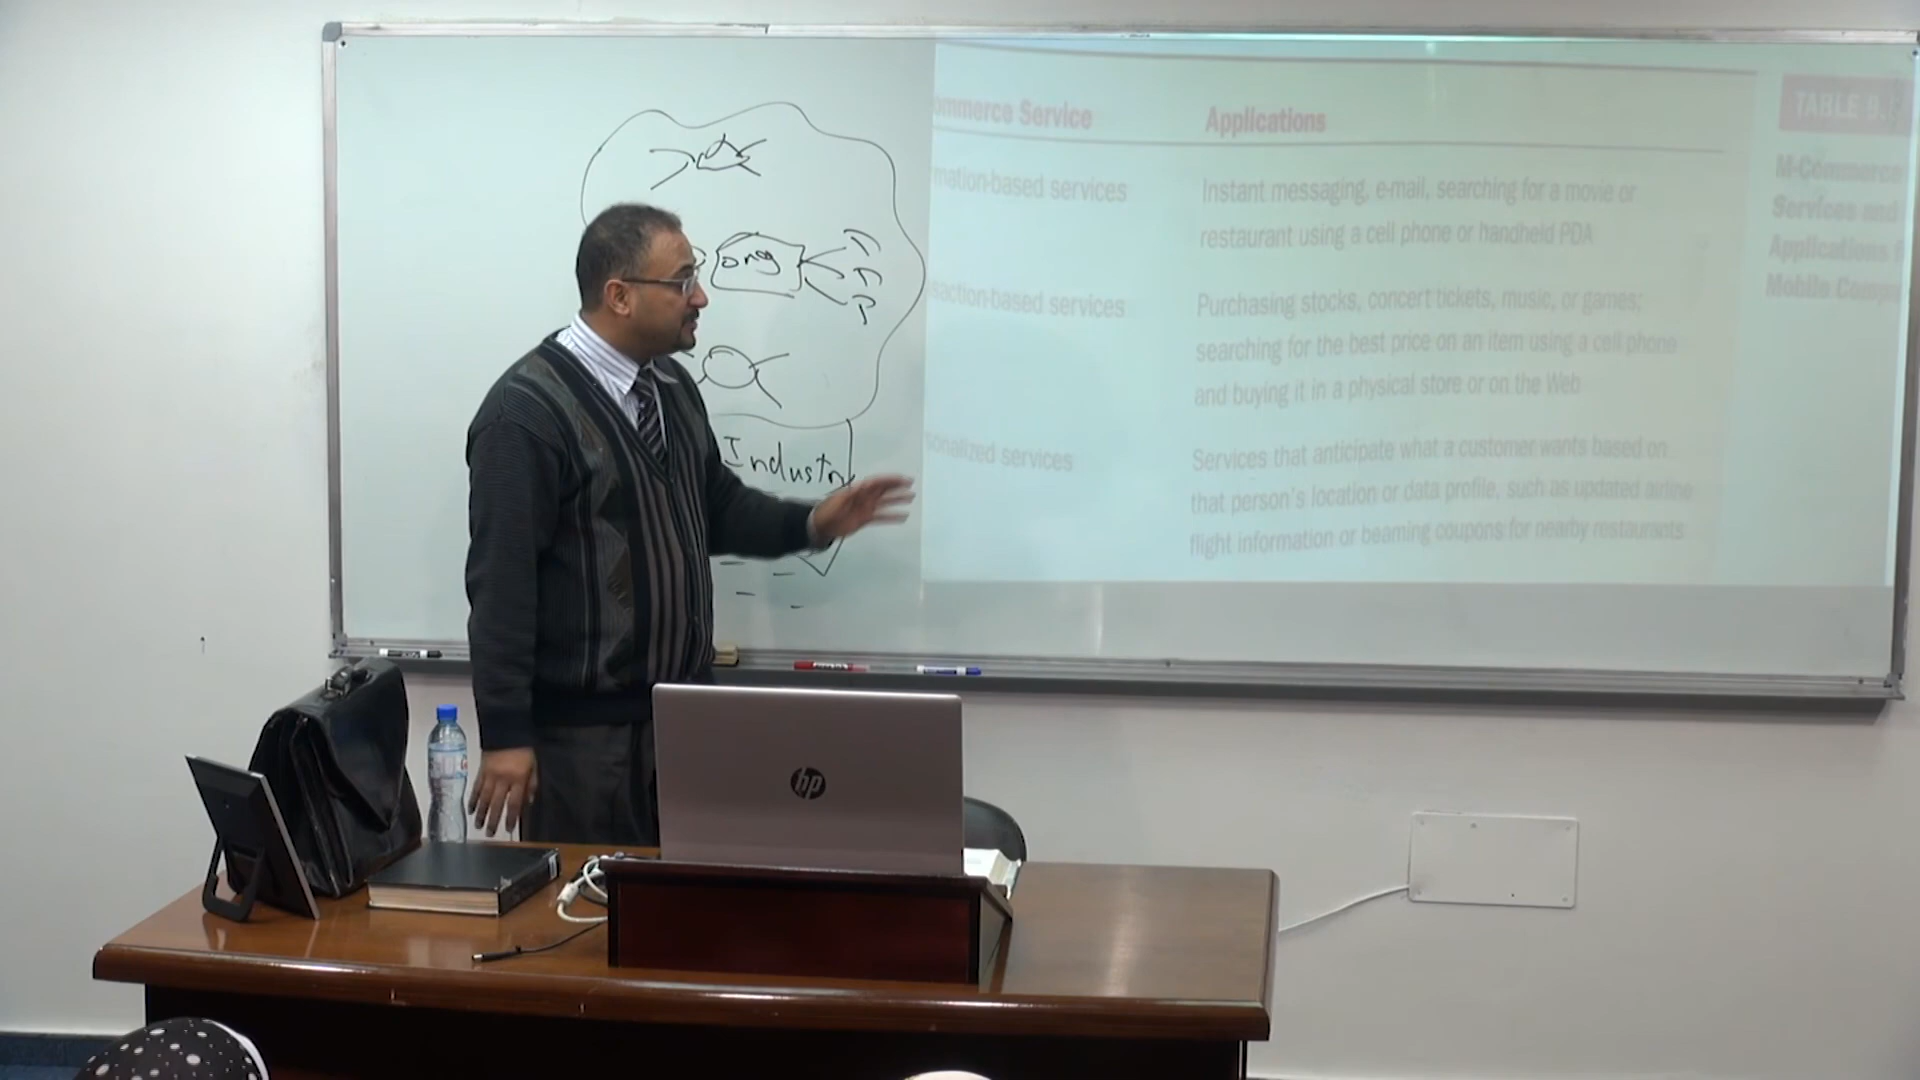 org
Industry
ommerce Service
Applications
TABLE 9.
rmation-based services
Instant messaging, e-mail, searching for a movie or
restaurant using a cell phone or handheld PDA
saction-based services
Purchasing stocks, concert tickets, music, or games;
searching for the best price on an item using a cell phone
and buying it in a physical store or on the Web
sonalized services
Services that anticipate what a customer wants based on
that person's location or data profile, such as updated airline
flight information or beaming coupons for nearby restaurants
M-Commerce
Services and
Applications
Mobile Comp
hp